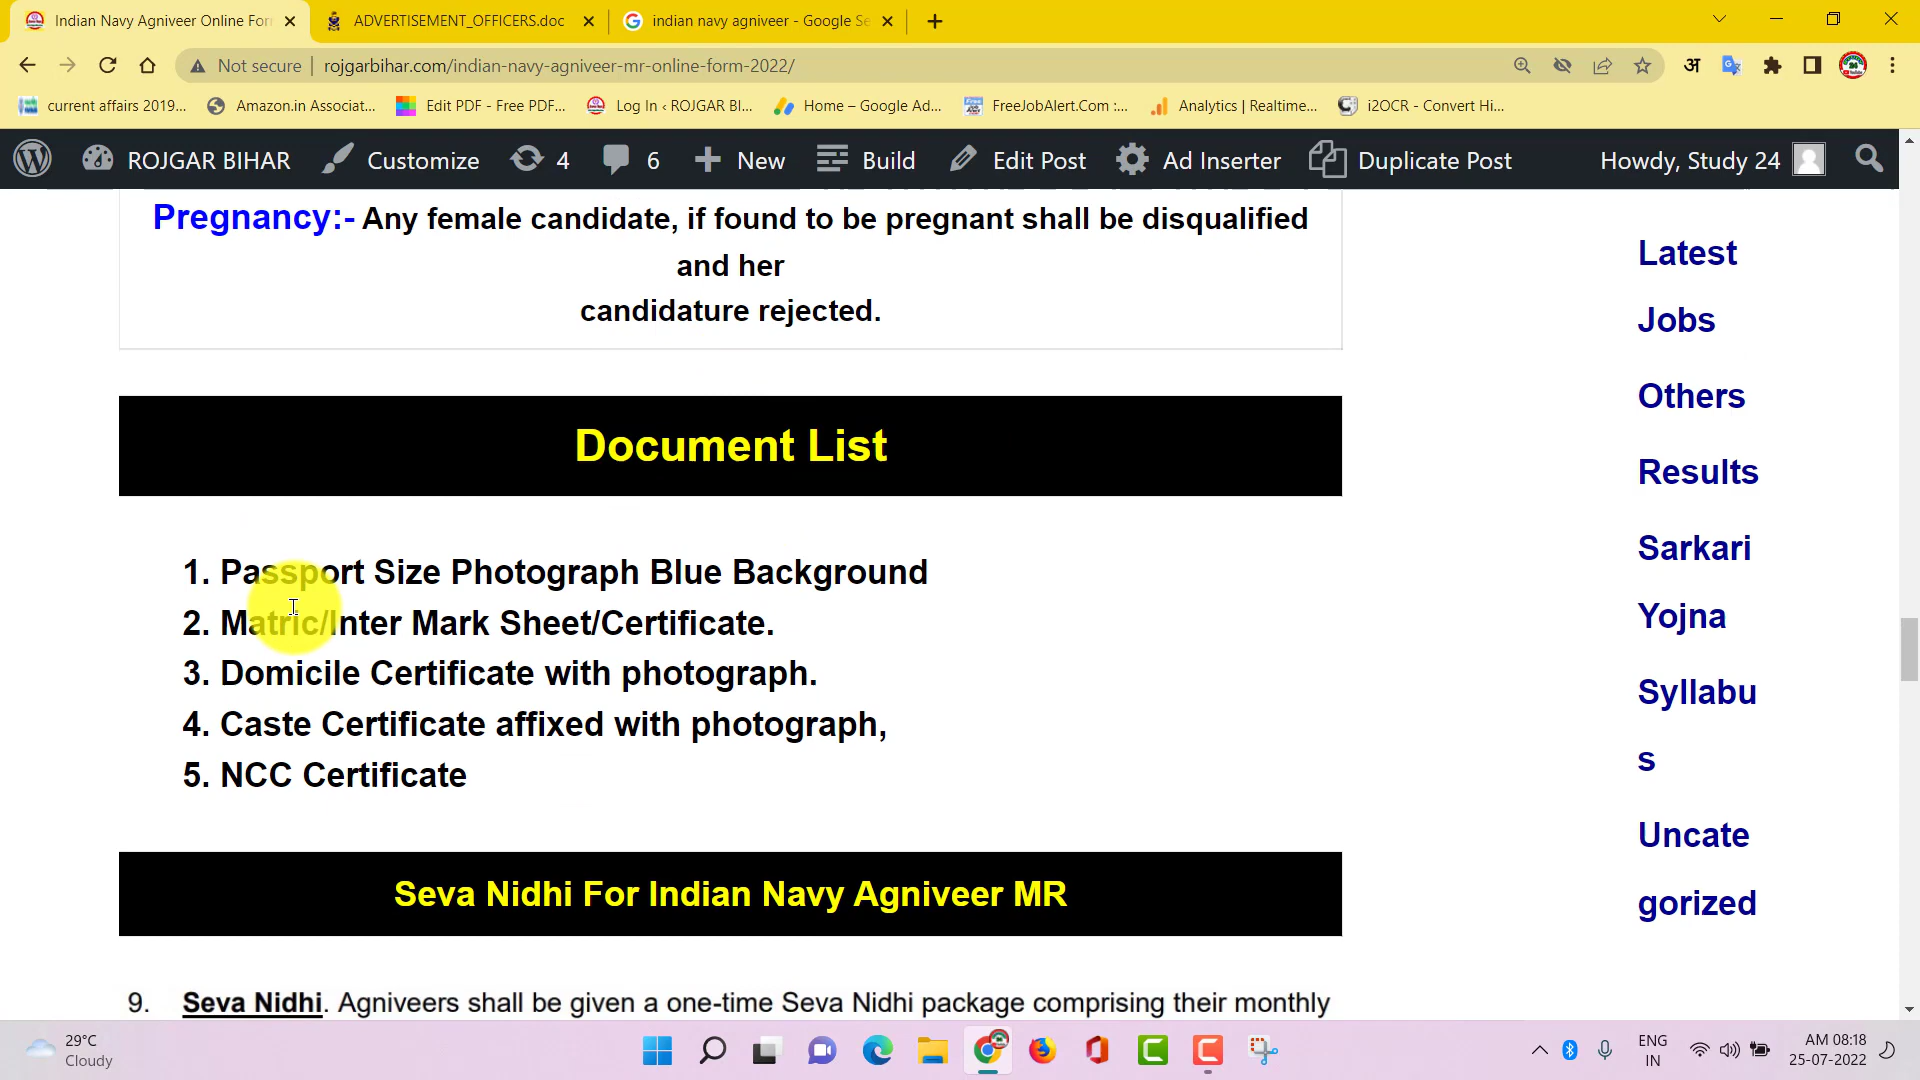 Indian Navy Agniveer Online For
ADVERTISEMENT_OFFICERS.doc
indian navy agniveer - Google Se
Not secure
rojgarbihar.com/indian-navy-agniveer-mr-online-form-2022/
अ
current affairs 2019...
Amazon.in Associat...
Edit PDF - Free PDF...
Log In ‹ ROJGAR BI...
Home – Google Ad...
FreeJobAlert.Com :...
Analytics | Realtime...
i2OCR - Convert Hi...
ROJGAR BIHAR
Customize
4
6
New
Build
Edit Post
Ad Inserter
Duplicate Post
Howdy, Study 24
Pregnancy:- Any female candidate, if found to be pregnant shall be disqualified
and her
candidature rejected.
Document List
1. Passport Size Photograph Blue Background
2. Matric/Inter Mark Sheet/Certificate.
3. Domicile Certificate with photograph.
4. Caste Certificate affixed with photograph,
5. NCC Certificate
Seva Nidhi For Indian Navy Agniveer MR
9. Seva Nidhi. Agniveers shall be given a one-time Seva Nidhi package comprising their monthly
Latest
Jobs
Others
Results
Sarkari
Yojna
Syllabu
s
Uncate
gorized
29°C
Cloudy
ENG
IN
AM 08:18
25-07-2022